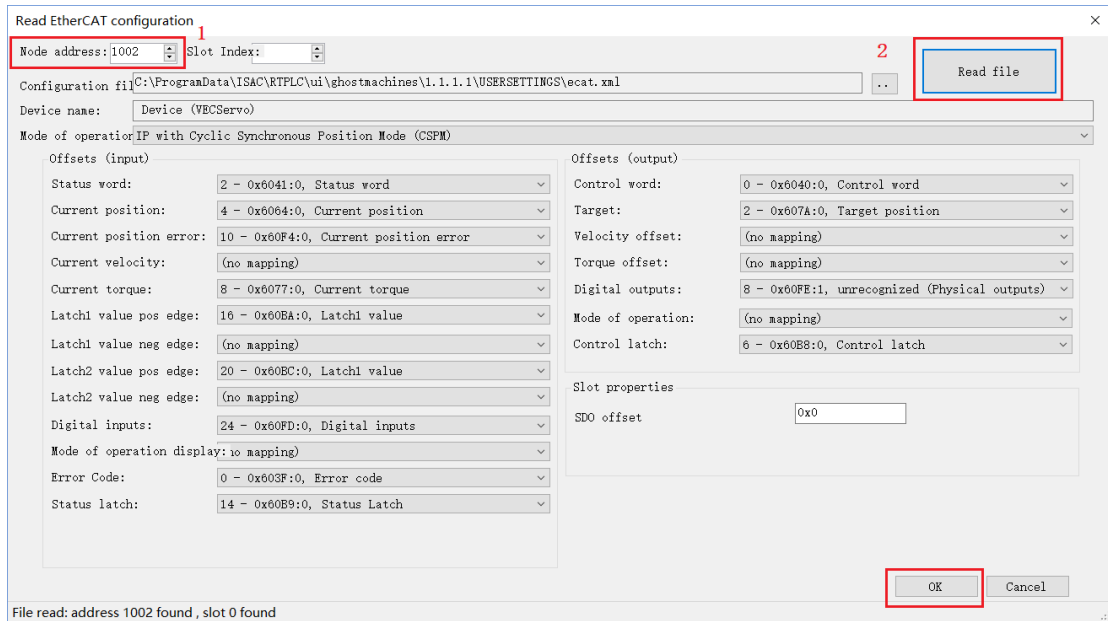 Read EtherCAT configuration
1
Node address: 1002 Slot Index:
2
Read file
Configuration fil C:\ProgramData\ISAC\RTPLC\ui\ghostmachines\1.1.1.1\USERSETTINGS\ecat.xml ..
Device name: Device (VECServo)
Mode of operation IP with Cyclic Synchronous Position Mode (CSPM)
Offsets (input)
Status word: 2 - 0x6041:0, Status word
Current position: 4 - 0x6064:0, Current position
Current position error: 10 - 0x60F4:0, Current position error
Current velocity: (no mapping)
Current torque: 8 - 0x6077:0, Current torque
Latch1 value pos edge: 16 - 0x60BA:0, Latch1 value
Latch1 value neg edge: (no mapping)
Latch2 value pos edge: 20 - 0x60BC:0, Latch1 value
Latch2 value neg edge: (no mapping)
Digital inputs: 24 - 0x60FD:0, Digital inputs
Mode of operation display: no mapping)
Error Code: 0 - 0x603F:0, Error code
Status latch: 14 - 0x60B9:0, Status Latch
Offsets (output)
Control word: 0 - 0x6040:0, Control word
Target: 2 - 0x607A:0, Target position
Velocity offset: (no mapping)
Torque offset: (no mapping)
Digital outputs: 8 - 0x60FE:1, unrecognized (Physical outputs)
Mode of operation: (no mapping)
Control latch: 6 - 0x60B8:0, Control latch
Slot properties
SDO offset 0x0
OK Cancel
File read: address 1002 found , slot 0 found